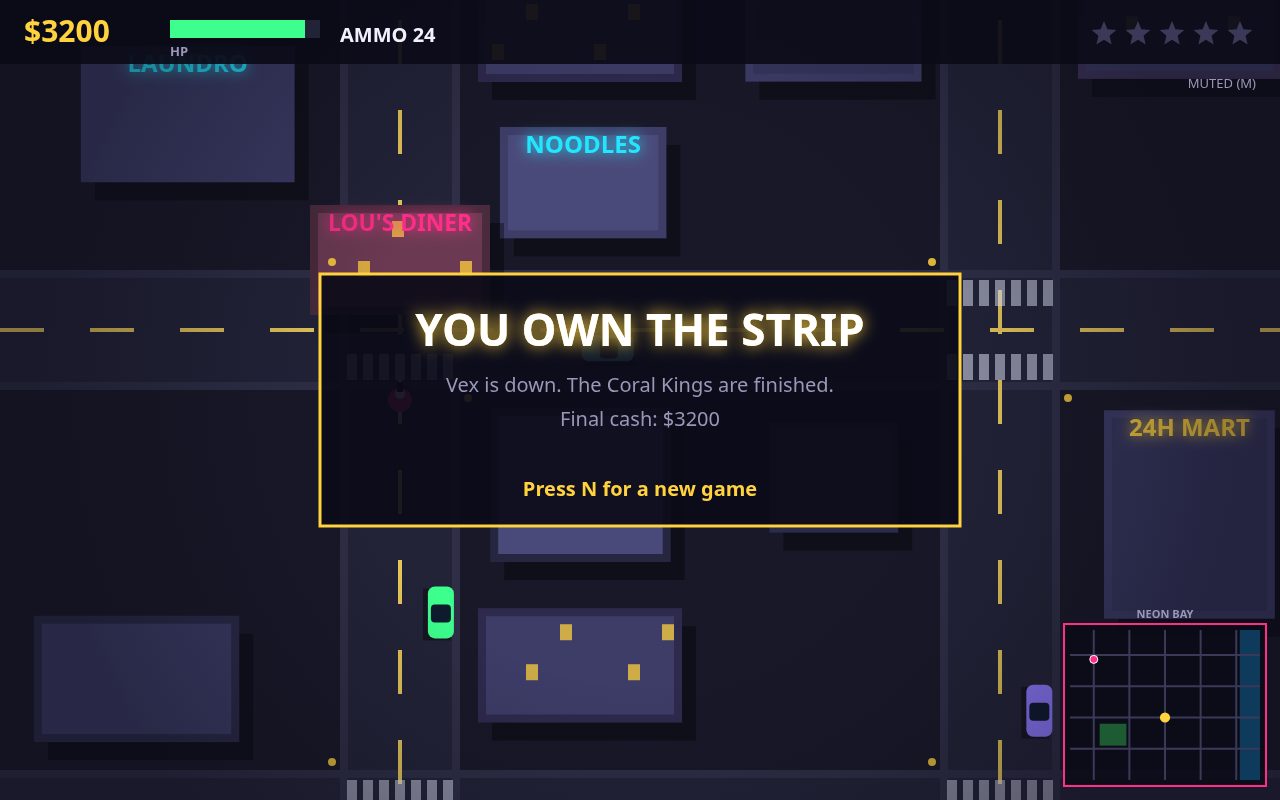 $3200
HP
AMMO 24
MUTED (M)
LAUNDRO
NOODLES
LOU'S DINER
YOU OWN THE STRIP
Vex is down. The Coral Kings are finished.
Final cash: $3200
Press N for a new game
24H MART
NEON BAY